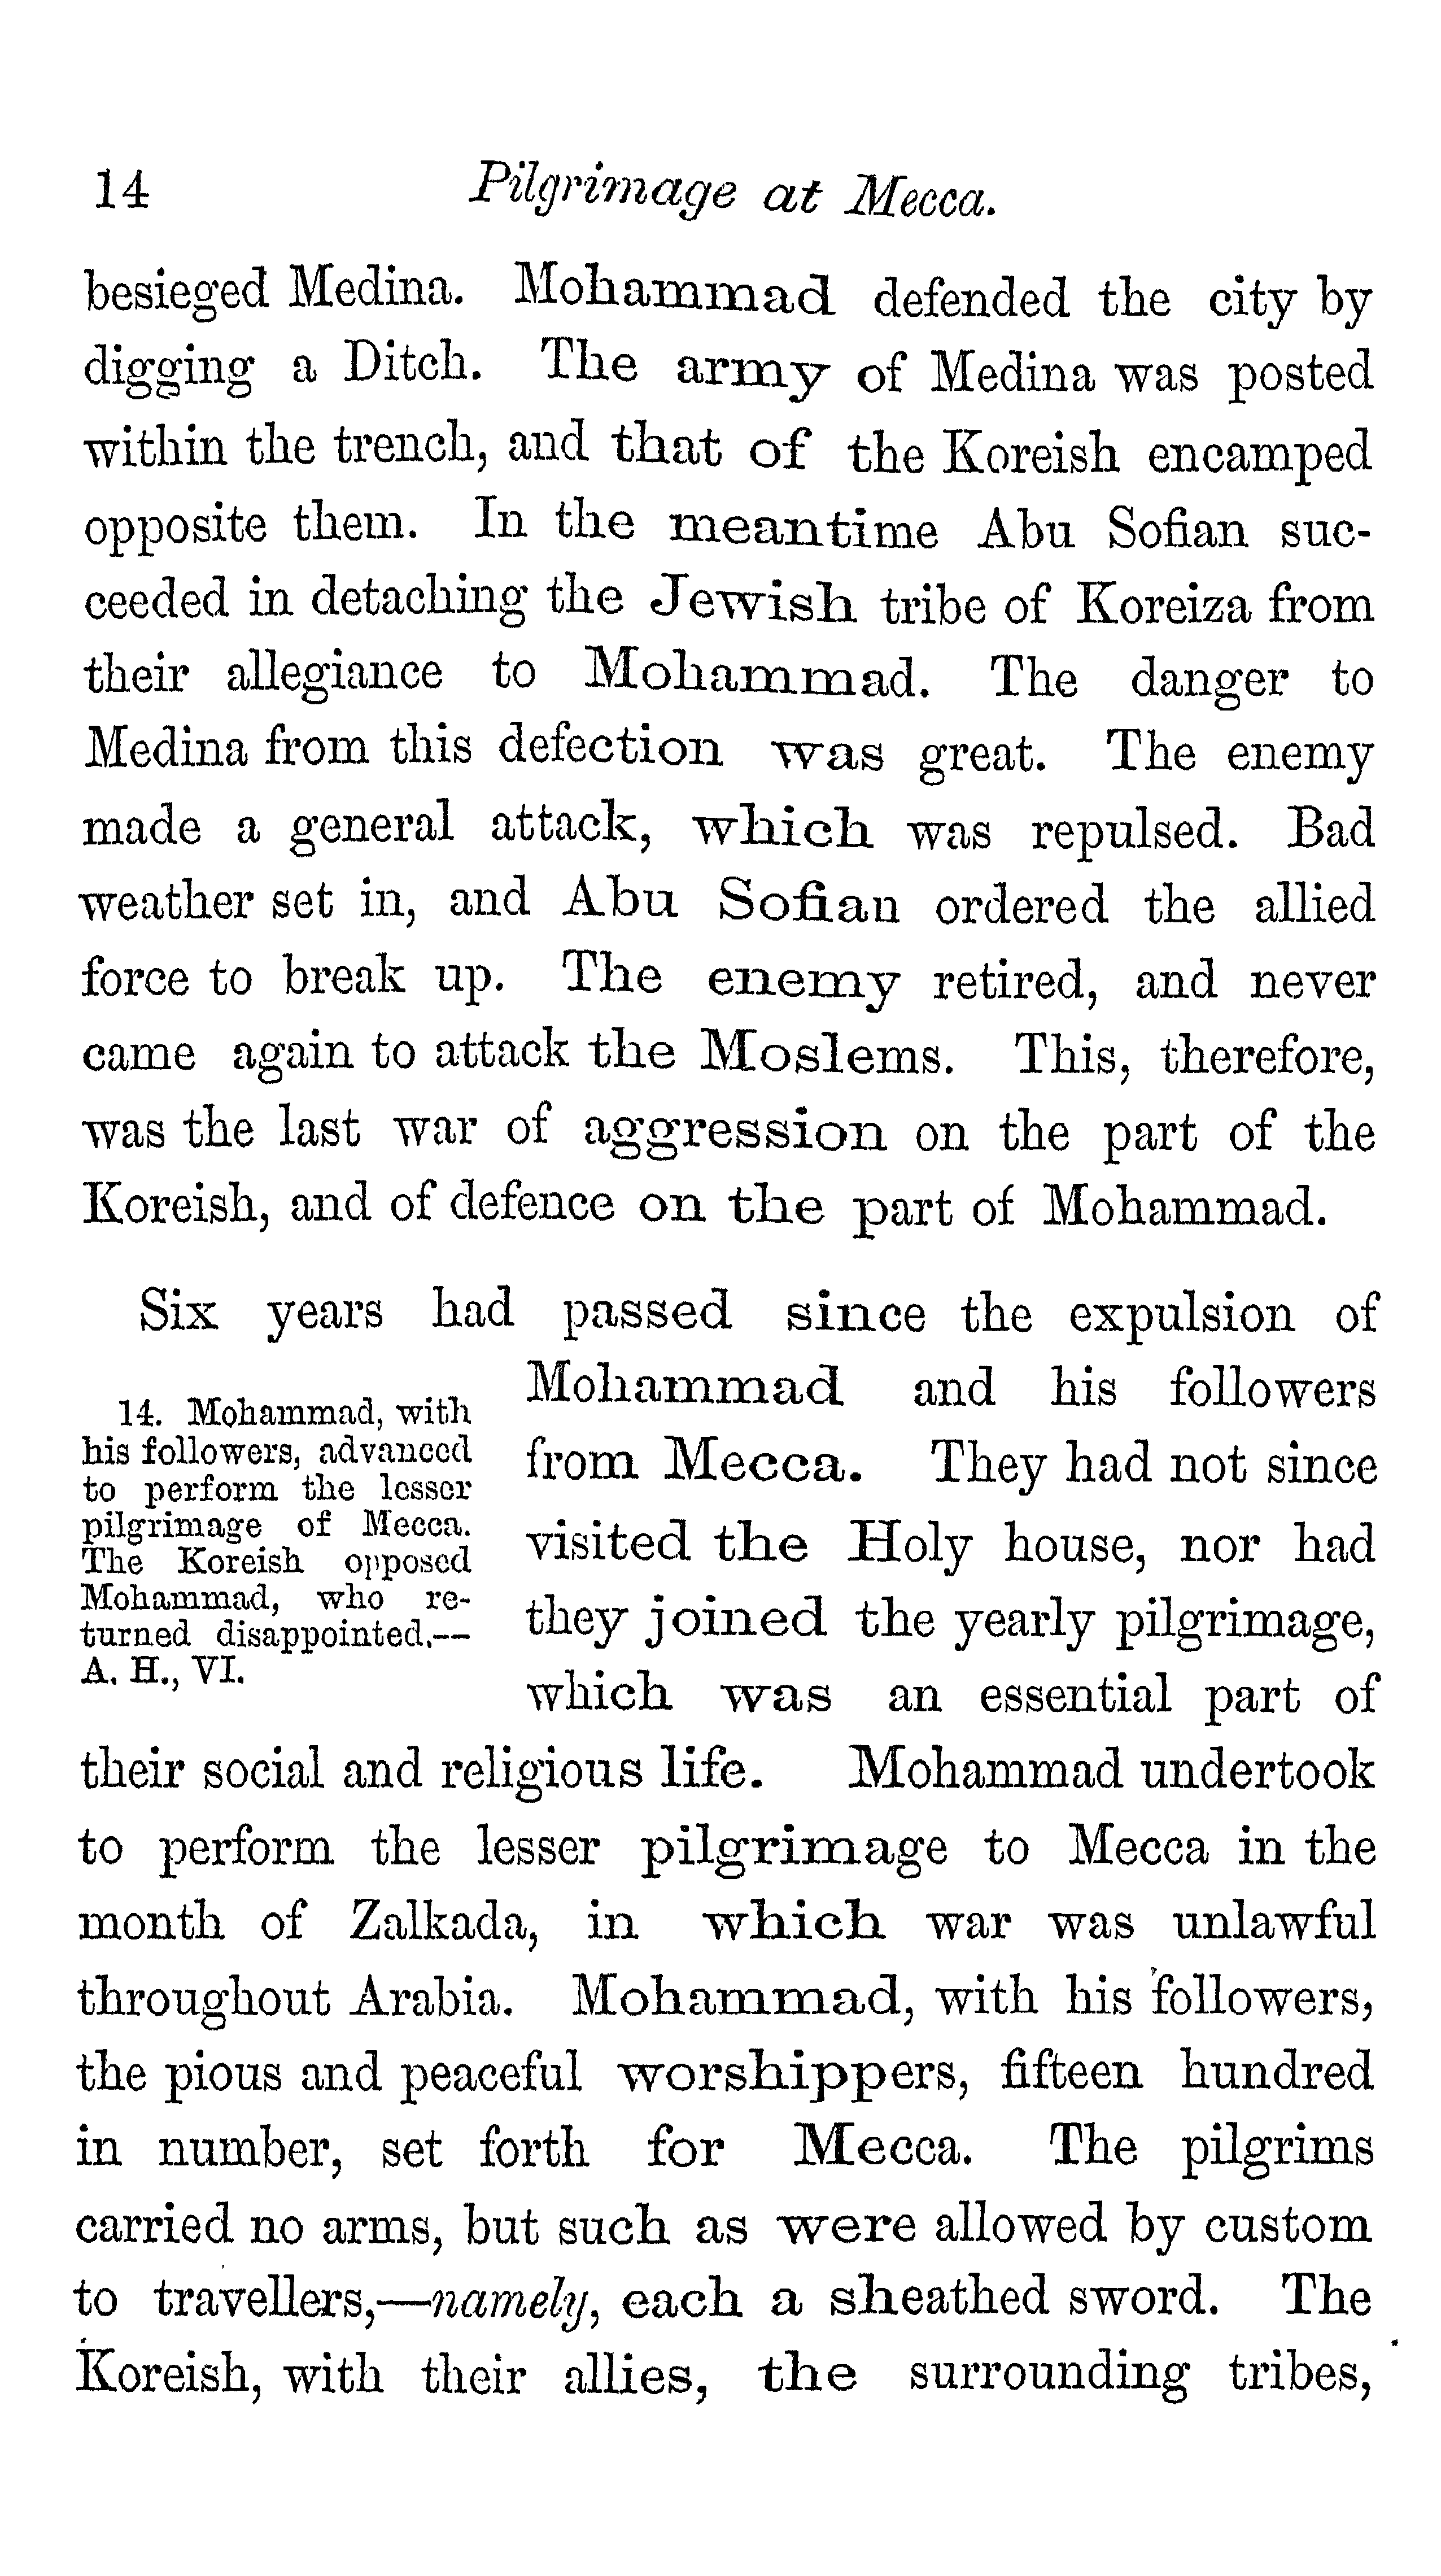 14
Pilgrimage at Mecca.
besieged Medina. Mohammad defended the city by
digging a Ditch. The army of Medina was posted
within the trench, and that of the Koreish encamped
opposite them. In the meantime Abu Sofian suc-
ceeded in detaching the Jewish tribe of Koreiza from
their allegiance to Mohammad. The danger to
Medina from this defection was great. The enemy
made a general attack, which was repulsed. Bad
weather set in, and Abu Sofian ordered the allied
force to break up. The enemy retired, and never
came again to attack the Moslems. This, therefore,
was the last war of aggression on the part of the
Koreish, and of defence on the part of Mohammad.
Six years had passed since the expulsion of
14. Mohammad, with
his followers, advanced
to perform the lesser
pilgrimage of Mecca.
The Koreish opposed
Mohammad, who re-
turned disappointed.—
A. H., VI.
Mohammad and his followers
from Mecca. They had not since
visited the Holy house, nor had
they joined the yearly pilgrimage,
which was an essential part of
their social and religious life. Mohammad undertook
to perform the lesser pilgrimage to Mecca in the
month of Zalkada, in which war was unlawful
throughout Arabia. Mohammad, with his followers,
the pious and peaceful worshippers, fifteen hundred
in number, set forth for Mecca. The pilgrims
carried no arms, but such as were allowed by custom
to travellers,—namely, each a sheathed sword. The
Koreish, with their allies, the surrounding tribes,